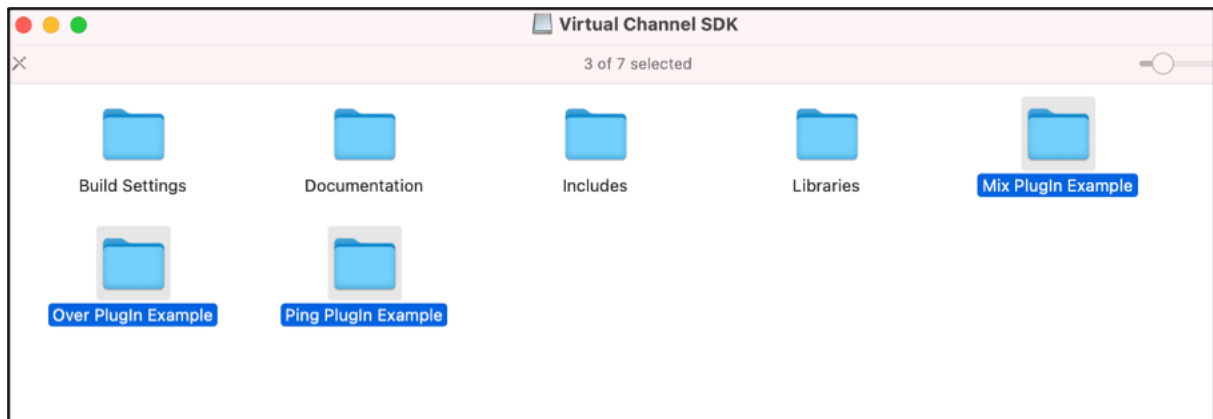 Virtual Channel SDK
3 of 7 selected
Build Settings
Documentation
Includes
Libraries
Mix PlugIn Example
Over PlugIn Example
Ping PlugIn Example